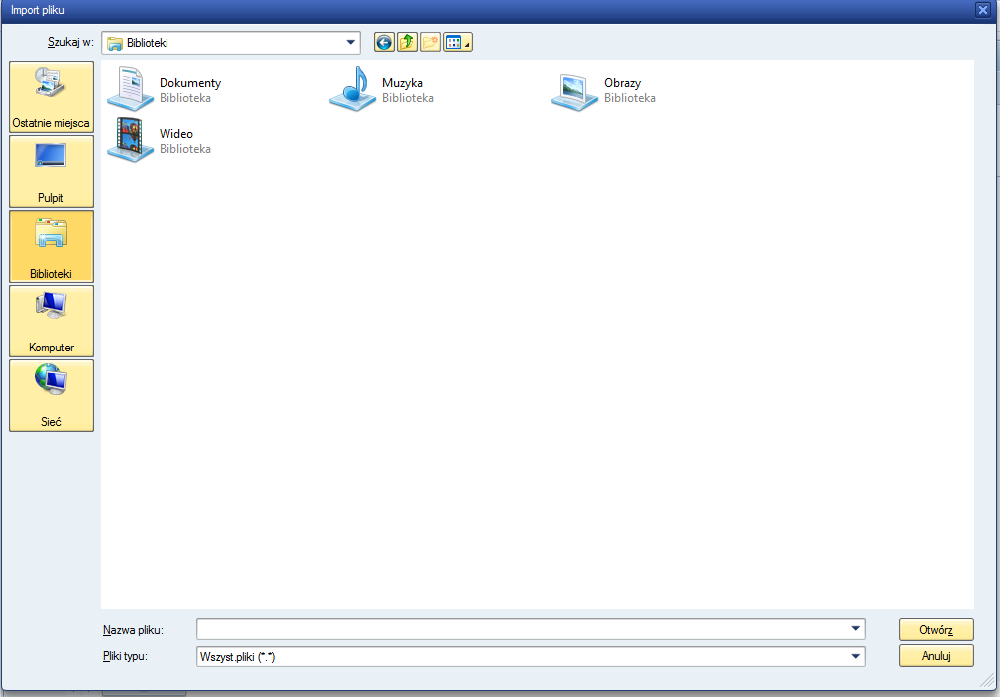 Import pliku
Szukaj w:
Biblioteki
Ostatnie miejsca
Pulpit
Biblioteki
Komputer
Sieć
Dokumenty
Biblioteka
Muzyka
Biblioteka
Obrazy
Biblioteka
Wideo
Biblioteka
Nazwa pliku:
Otwórz
Pliki typu:
Wszyst.pliki (*.*)
Anuluj